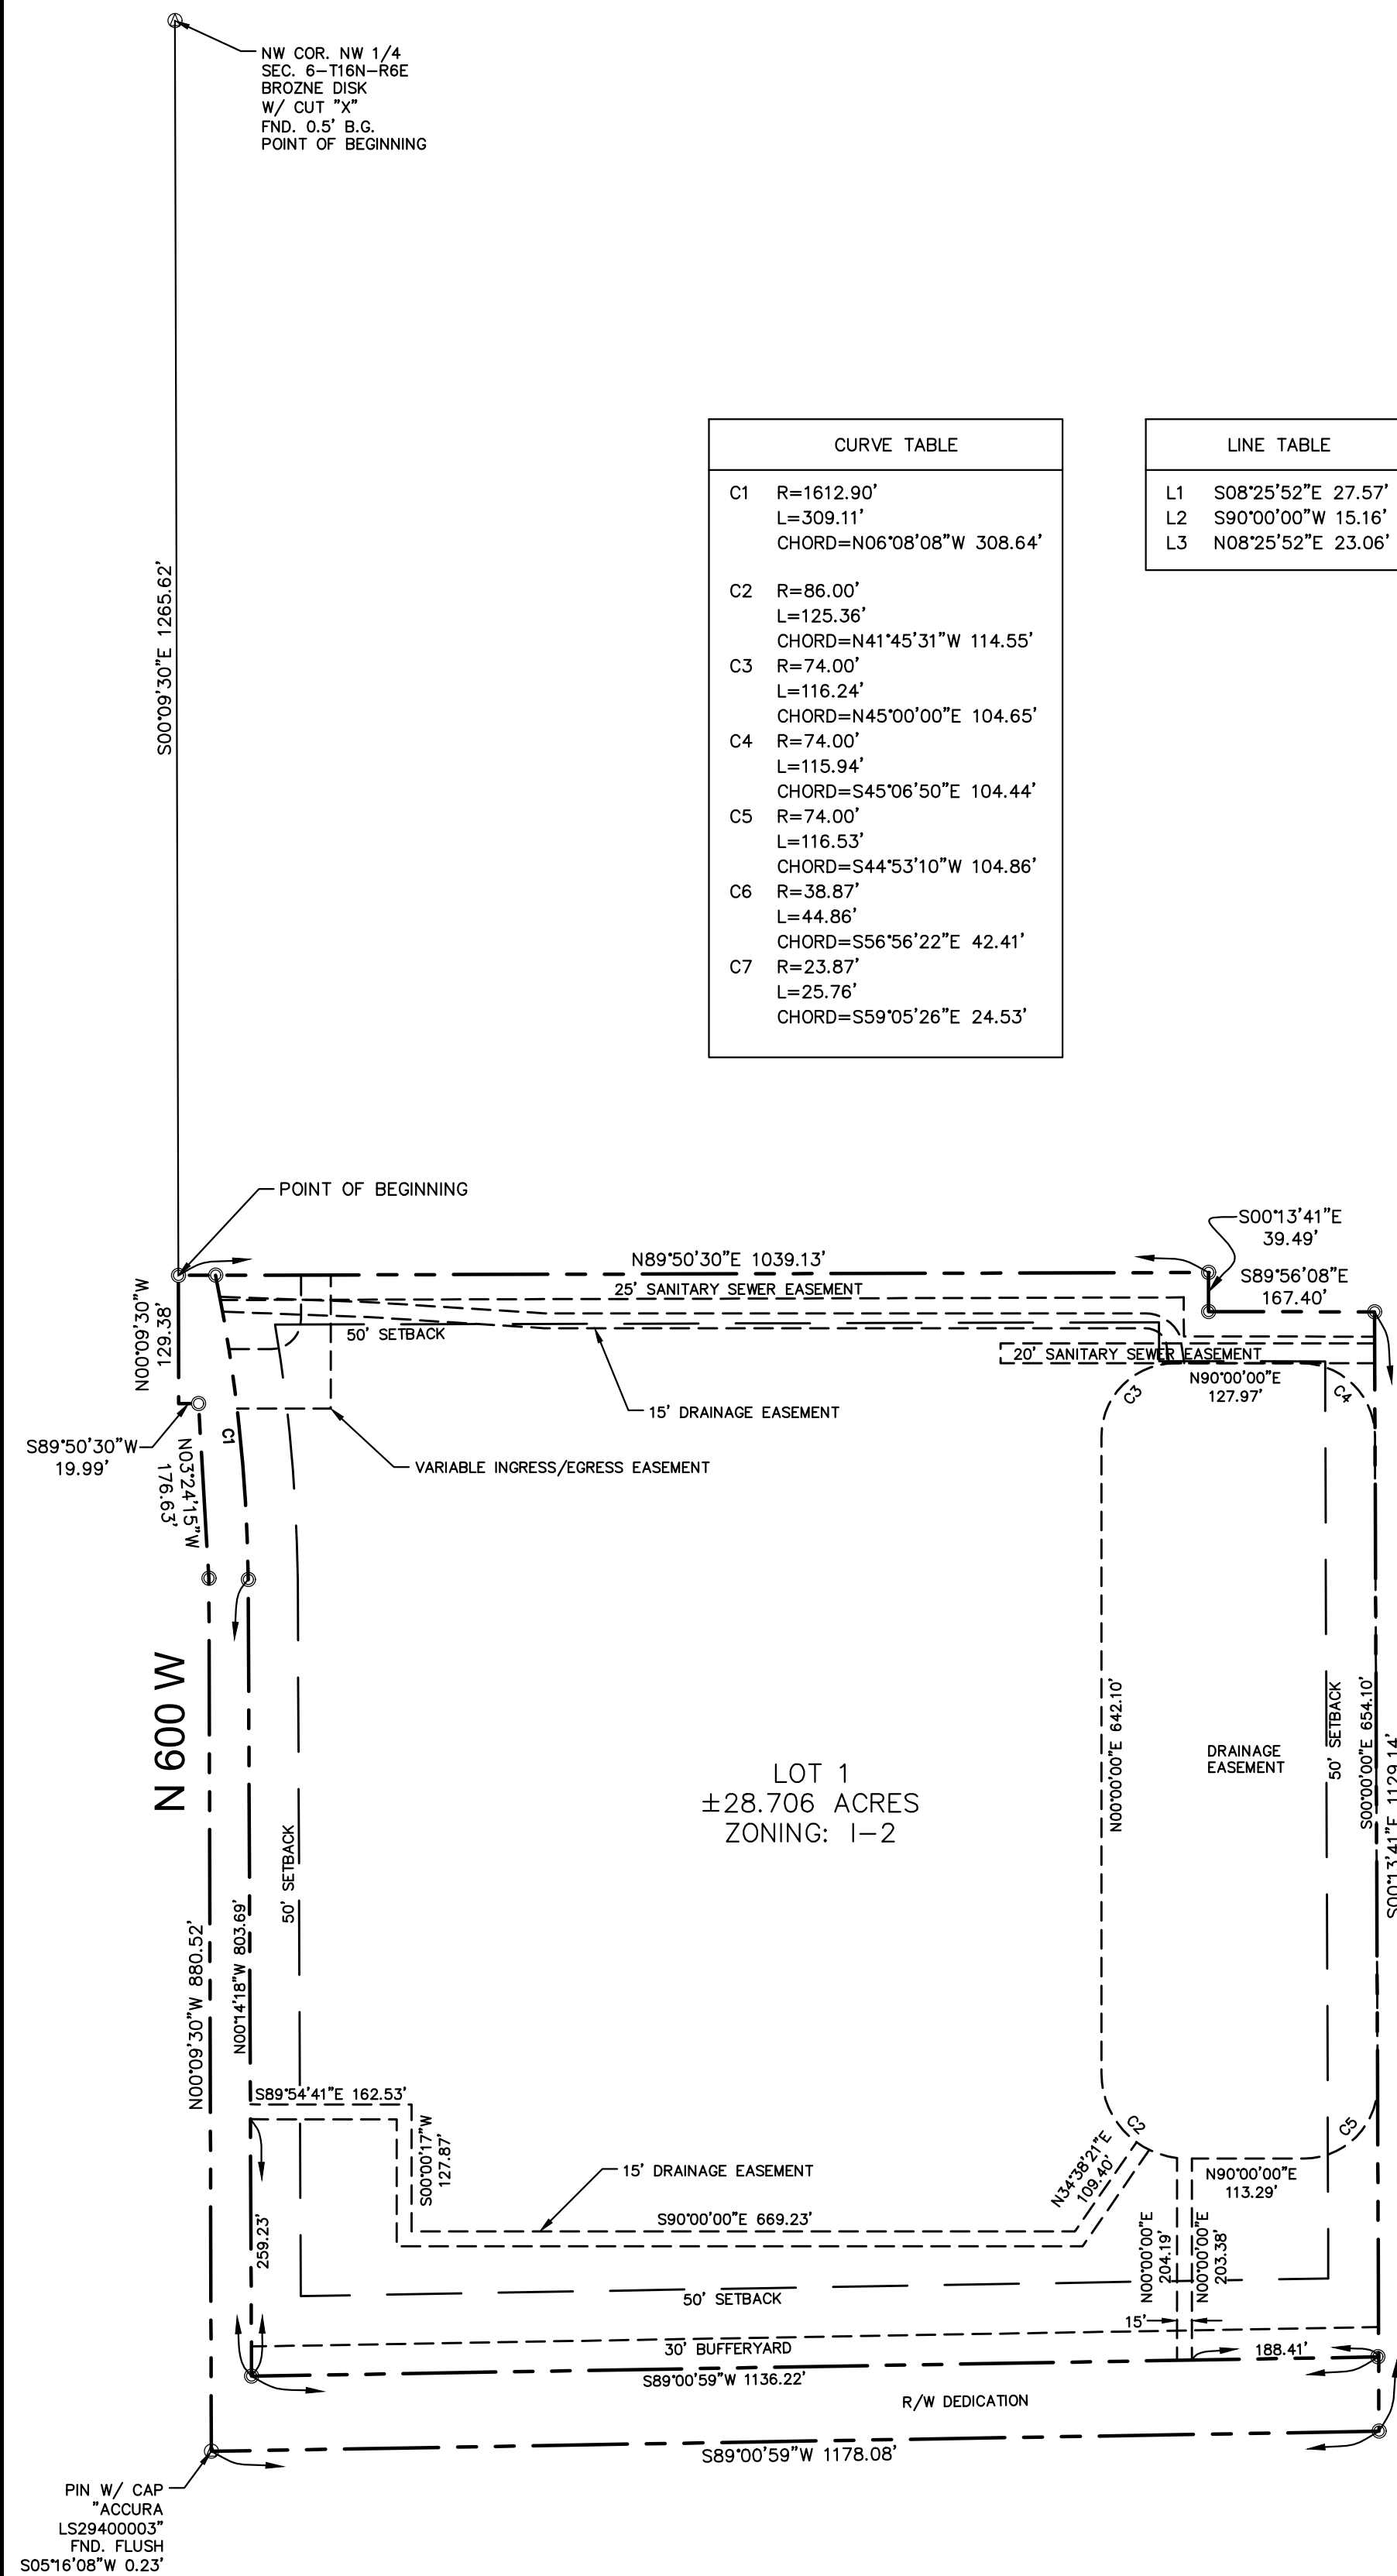 NW COR. NW 1/4
SEC. 6-T16N-R6E
BROZNE DISK
W/ CUT "X"
FND. 0.5' B.G.
POINT OF BEGINNING
S00°09'30"E 1265.62'
CURVE TABLE
C1 R=1612.90'
L=309.11'
CHORD=N06°08'08"W 308.64'
C2 R=86.00'
L=125.36'
CHORD=N41°45'31"W 114.55'
C3 R=74.00'
L=116.24'
CHORD=N45°00'00"E 104.65'
C4 R=74.00'
L=115.94'
CHORD=S45°06'50"E 104.44'
C5 R=74.00'
L=116.53'
CHORD=S44°53'10"W 104.86'
C6 R=38.87'
L=44.86'
CHORD=S56°56'22"E 42.41'
C7 R=23.87'
L=25.76'
CHORD=S59°05'26"E 24.53'
LINE TABLE
L1 S08°25'52"E 27.57'
L2 S90°00'00"W 15.16'
L3 N08°25'52"E 23.06'
POINT OF BEGINNING
N89°50'30"E 1039.13'
S00°13'41"E
39.49'
S89°56'08"E
167.40'
25' SANITARY SEWER EASEMENT
50' SETBACK
20' SANITARY SEWER EASEMENT
N90°00'00"E
127.97'
C3
C4
N00°09'30"W
129.38'
15' DRAINAGE EASEMENT
S89°50'30"W
19.99'
C1
VARIABLE INGRESS/EGRESS EASEMENT
N03°24'15"W
176.63'
N 600 W
LOT 1
±28.706 ACRES
ZONING: I-2
N00°00'00"E 642.10'
DRAINAGE
EASEMENT
50' SETBACK
S00°00'00"E 654.10'
S00°13'41"E 1129.14'
50' SETBACK
N00°09'30"W 880.52'
N00°14'18"W 803.69'
S89°54'41"E 162.53'
S00°00'17"W
127.87'
259.23'
15' DRAINAGE EASEMENT
S90°00'00"E 669.23'
N34°38'21"E
109.40'
C2
C5
N90°00'00"E
113.29'
N00°00'00"E
204.19'
N00°00'00"E
203.38'
50' SETBACK
15'
30' BUFFERYARD
188.41'
S89°00'59"W 1136.22'
R/W DEDICATION
S89°00'59"W 1178.08'
PIN W/ CAP
"ACCURA
LS29400003"
FND. FLUSH
S05°16'08"W 0.23'